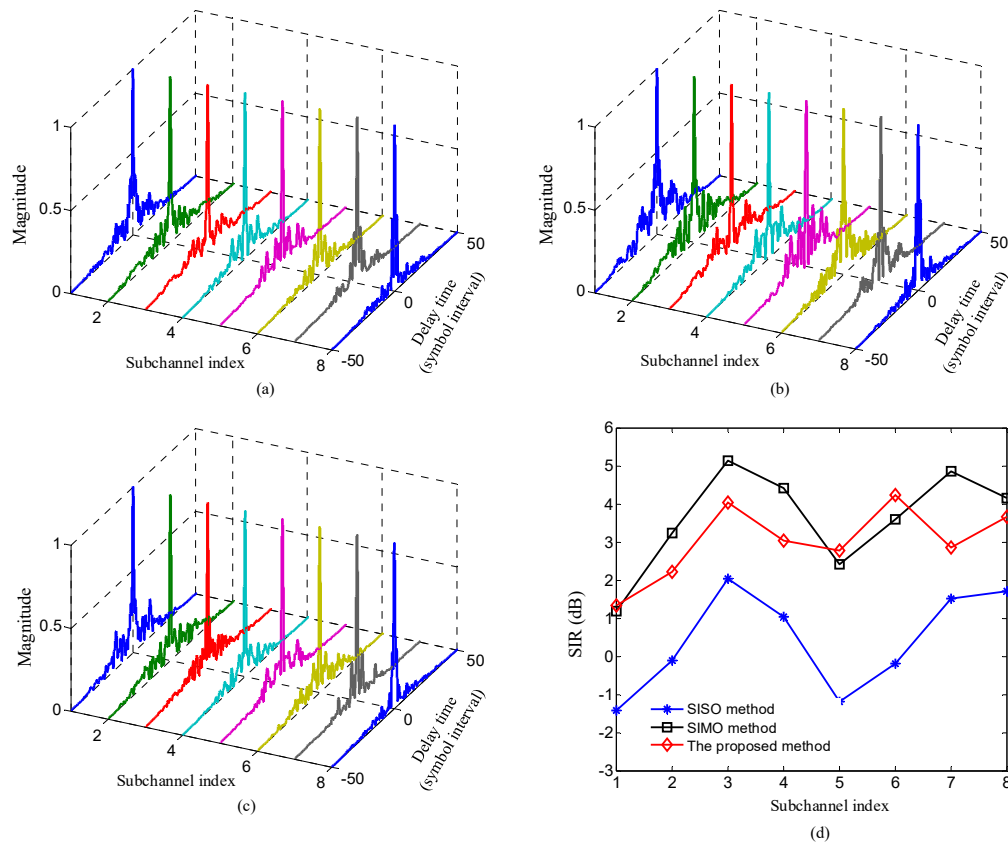 1
0.5
0
Magnitude
2
4
6
8
Subchannel index
-50
0
50
Delay time
(symbol interval)
(a)
1
0.5
0
Magnitude
2
4
6
8
Subchannel index
-50
0
50
Delay time
(symbol interval)
(b)
1
0.5
0
Magnitude
2
4
6
8
Subchannel index
-50
0
50
Delay time
(symbol interval)
(c)
6
5
4
3
2
1
0
-1
-2
-3
SIR (dB)
SISO method
SIMO method
The proposed method
1 2 3 4 5 6 7 8
Subchannel index
(d)